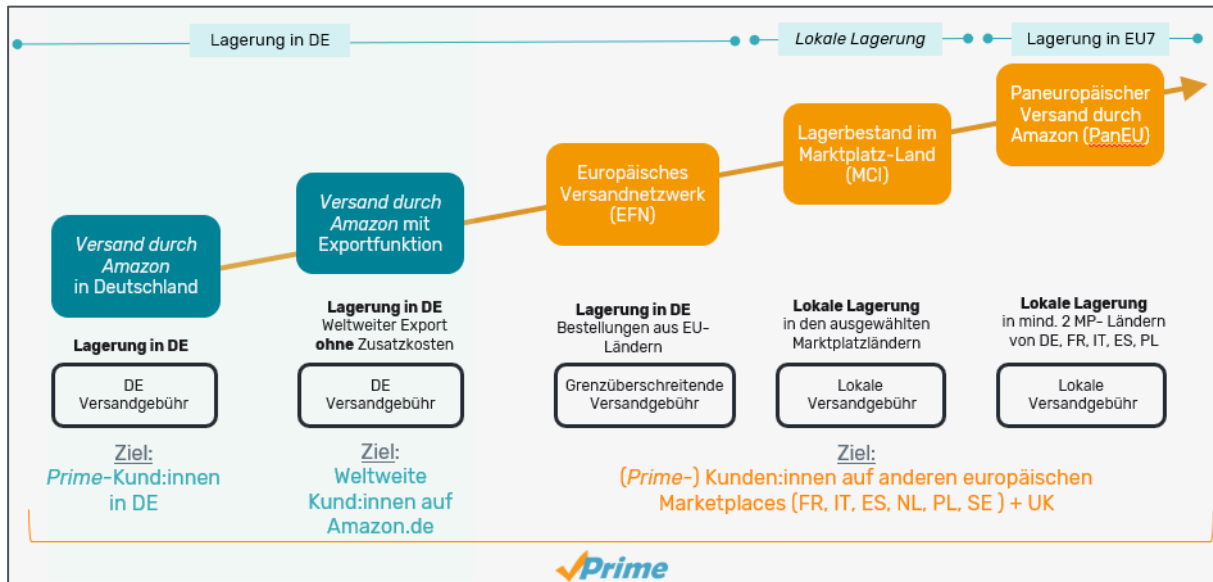 Lagerung in DE
Lokale Lagerung
Lagerung in EU7
Paneuropäischer
Versand durch
Amazon (PanEU)
Lagerbestand im
Marktplatz-Land
(MCI)
Europäisches
Versandnetzwerk
(EFN)
Versand durch
Amazon mit
Exportfunktion
Versand durch
Amazon
in Deutschland
Lagerung in DE
DE
Versandgebühr
Ziel:
Prime-Kund:innen
in DE
Lagerung in DE
Weltweiter Export
ohne Zusatzkosten
DE
Versandgebühr
Ziel:
Weltweite
Kund:innen auf
Amazon.de
Lagerung in DE
Bestellungen aus EU-
Ländern
Grenzüberschreitende
Versandgebühr
Lokale Lagerung
in den ausgewählten
Marktplatzländern
Lokale
Versandgebühr
Lokale Lagerung
in mind. 2 MP- Ländern
von DE, FR, IT, ES, PL
Lokale
Versandgebühr
Ziel:
(Prime-) Kunden:innen auf anderen europäischen
Marketplaces (FR, IT, ES, NL, PL, SE ) + UK
Prime